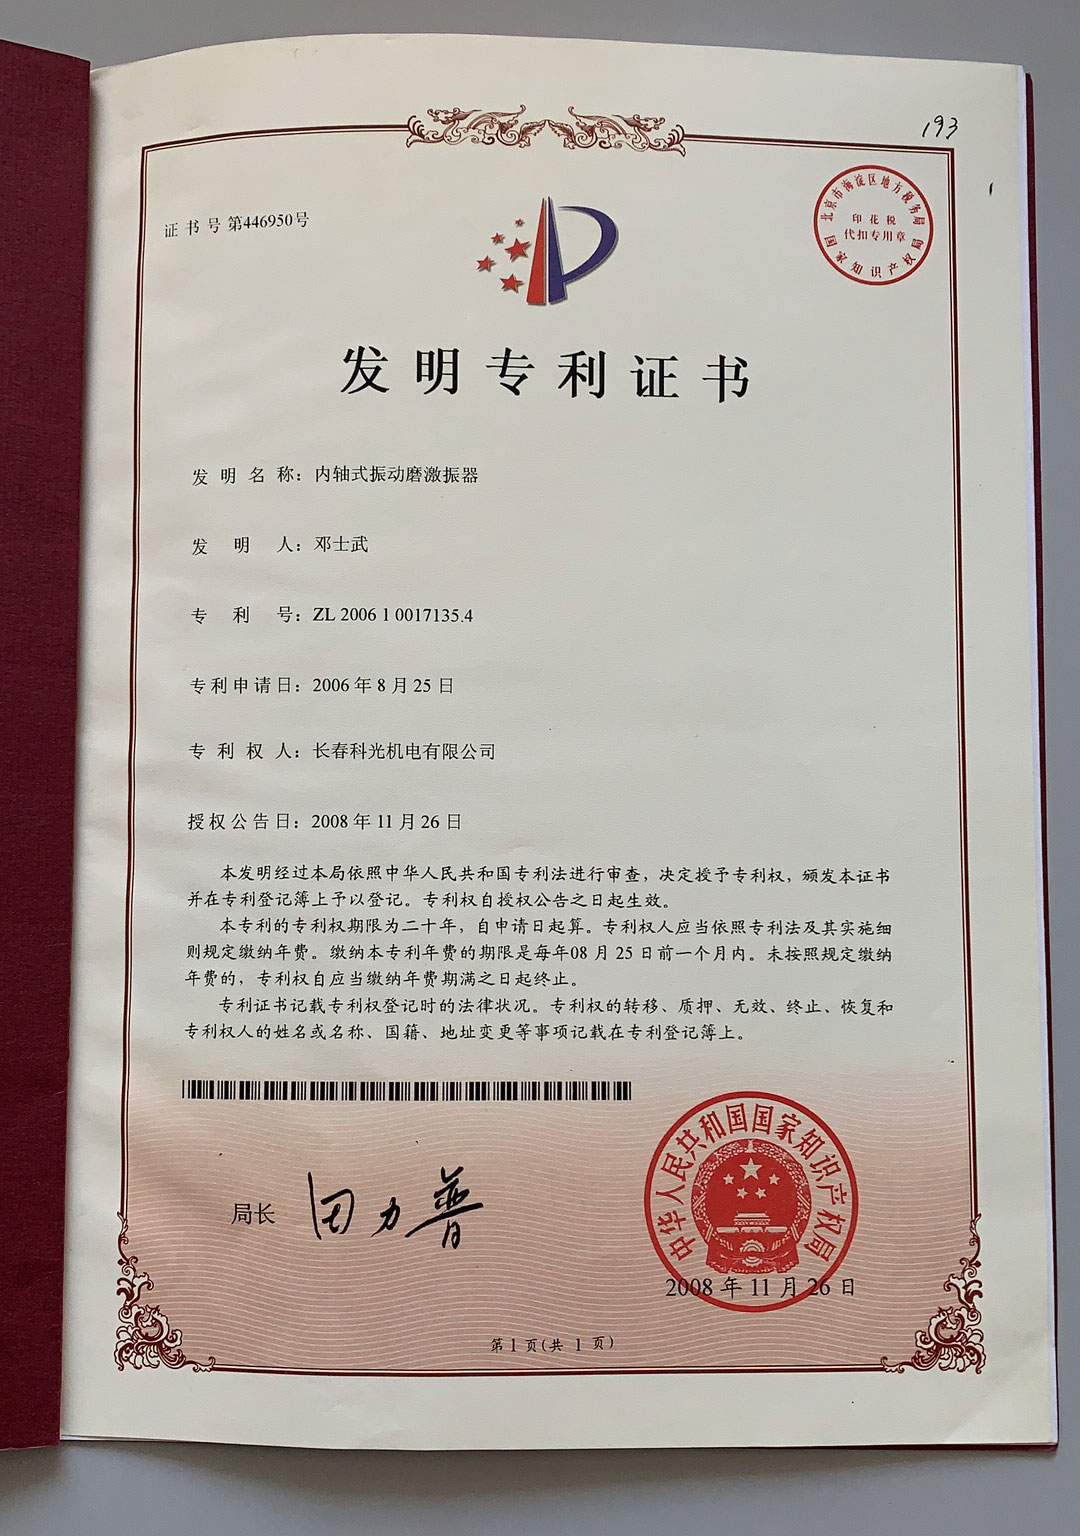 193
证书号第446950号
北京市海淀区地方税务局
印花税
代扣专用章
国家知识产权局
发明专利证书
发明名称：内轴式振动磨激振器
发明人：邓士武
专利号：ZL 2006 1 0017135.4
专利申请日：2006年8月25日
专利权人：长春科光机电有限公司
授权公告日：2008年11月26日
本发明经过本局依照中华人民共和国专利法进行审查，决定授予专利权，颁发本证书
并在专利登记簿上予以登记。专利权自授权公告之日起生效。
本专利的专利权期限为二十年，自申请日起算。专利权人应当依照专利法及其实施细
则规定缴纳年费。缴纳本专利年费的期限是每年08月25日前一个月内。未按照规定缴纳
年费的，专利权自应当缴纳年费期满之日起终止。
专利证书记载专利权登记时的法律状况。专利权的转移、质押、无效、终止、恢复和
专利权人的姓名或名称、国籍、地址变更等事项记载在专利登记簿上。
局长
田力普
中华人民共和国国家知识产权局
2008年11月26日
第1页(共 1 页)